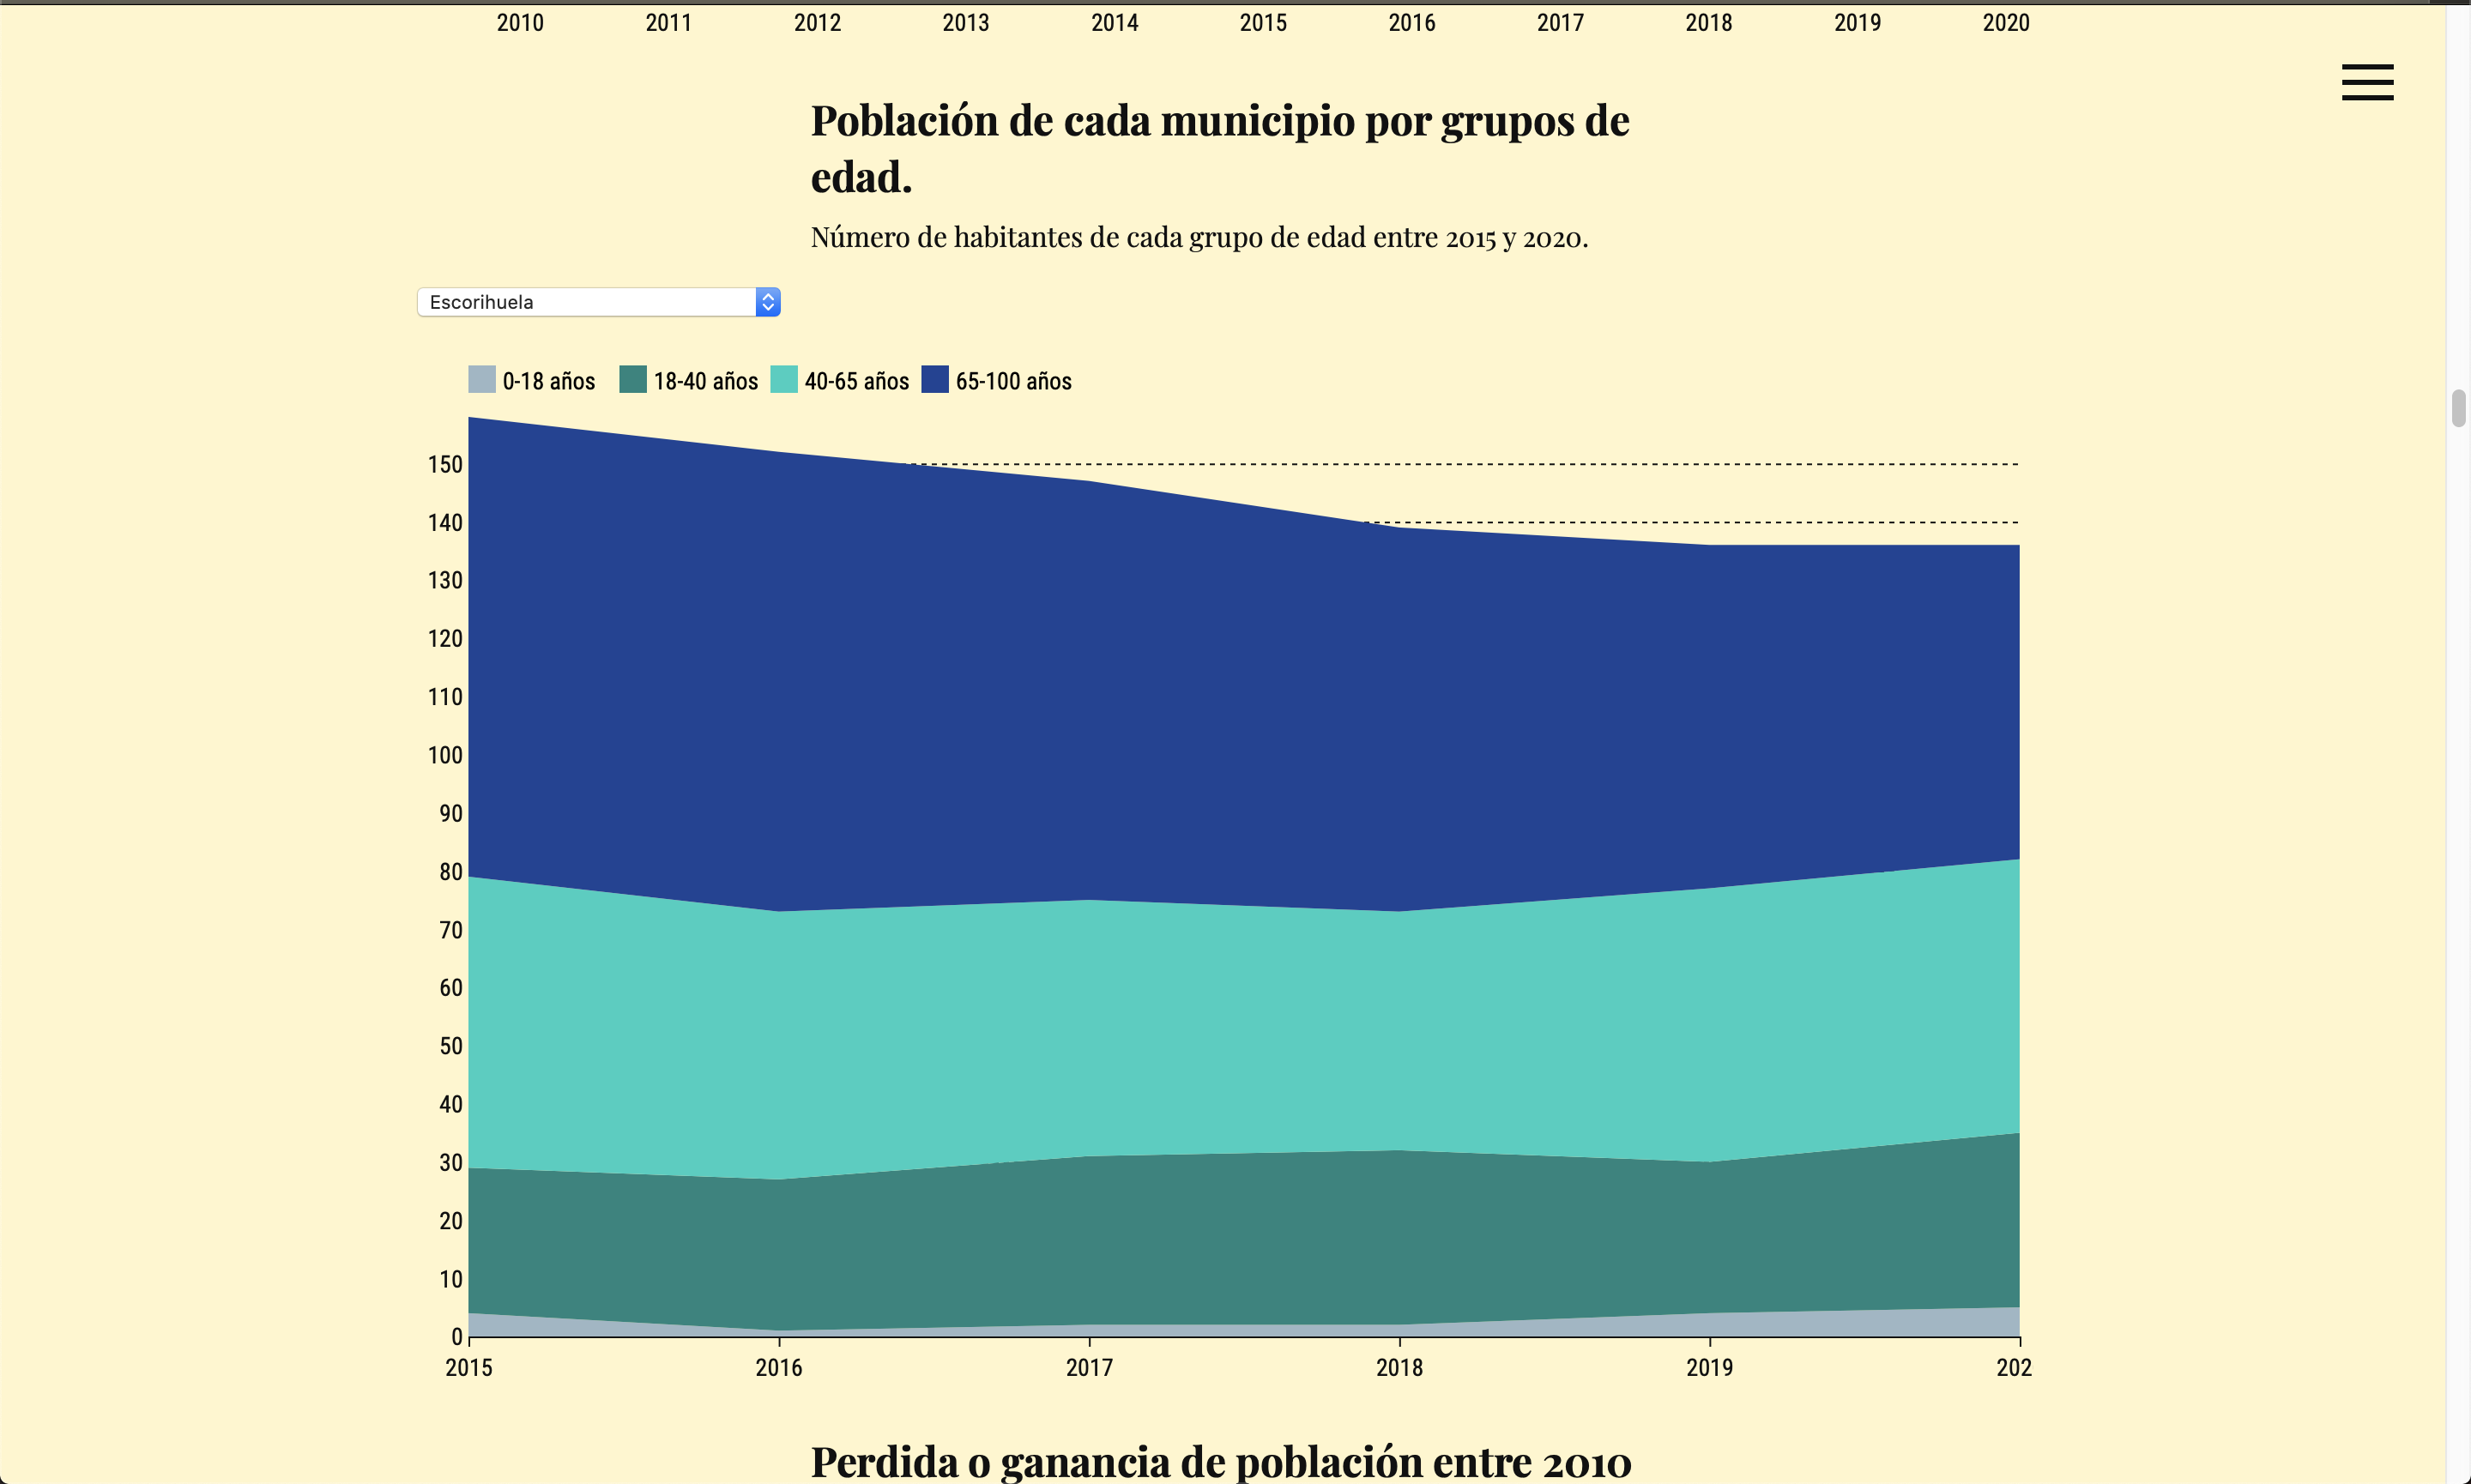 2010 2011 2012 2013 2014 2015 2016 2017 2018 2019 2020
Población de cada municipio por grupos de
edad.
Número de habitantes de cada grupo de edad entre 2015 y 2020.
Escorihuela
0-18 años 18-40 años 40-65 años 65-100 años
150
140
130
120
110
100
90
80
70
60
50
40
30
20
10
0
2015 2016 2017 2018 2019 202
Perdida o ganancia de población entre 2010